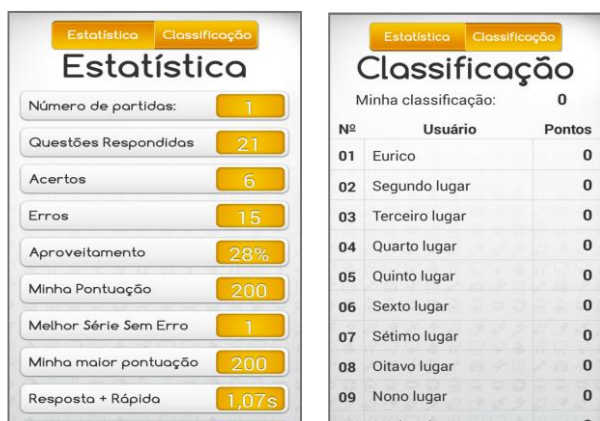 Estatística Classificação
Estatística
Número de partidas: 1
Questões Respondidas 21
Acertos 6
Erros 15
Aproveitamento 28%
Minha Pontuação 200
Melhor Série Sem Erro 1
Minha maior pontuação 200
Resposta + Rápida 1,07s
Estatística Classificação
Classificação
Minha classificação: 0
Nº Usuário Pontos
01 Eurico 0
02 Segundo lugar 0
03 Terceiro lugar 0
04 Quarto lugar 0
05 Quinto lugar 0
06 Sexto lugar 0
07 Sétimo lugar 0
08 Oitavo lugar 0
09 Nono lugar 0